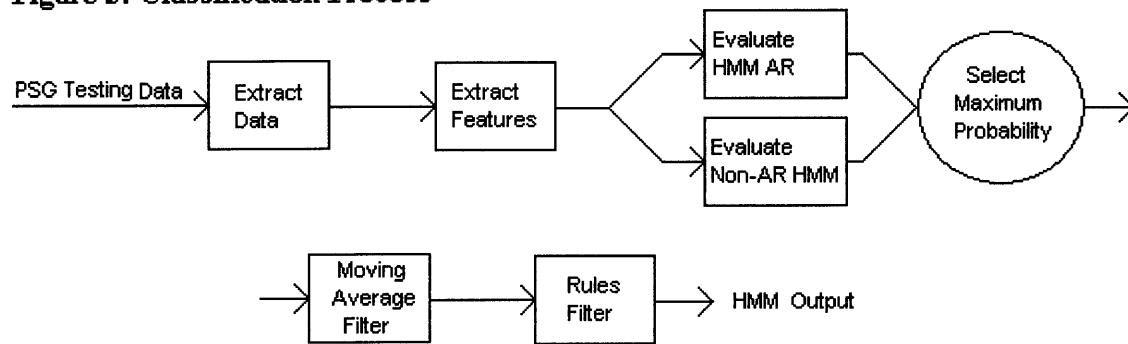 PSG Testing Data
Extract
Data
Extract
Features
Evaluate
HMM AR
Evaluate
Non-AR HMM
Select
Maximum
Probability
Moving
Average
Filter
Rules
Filter
HMM Output